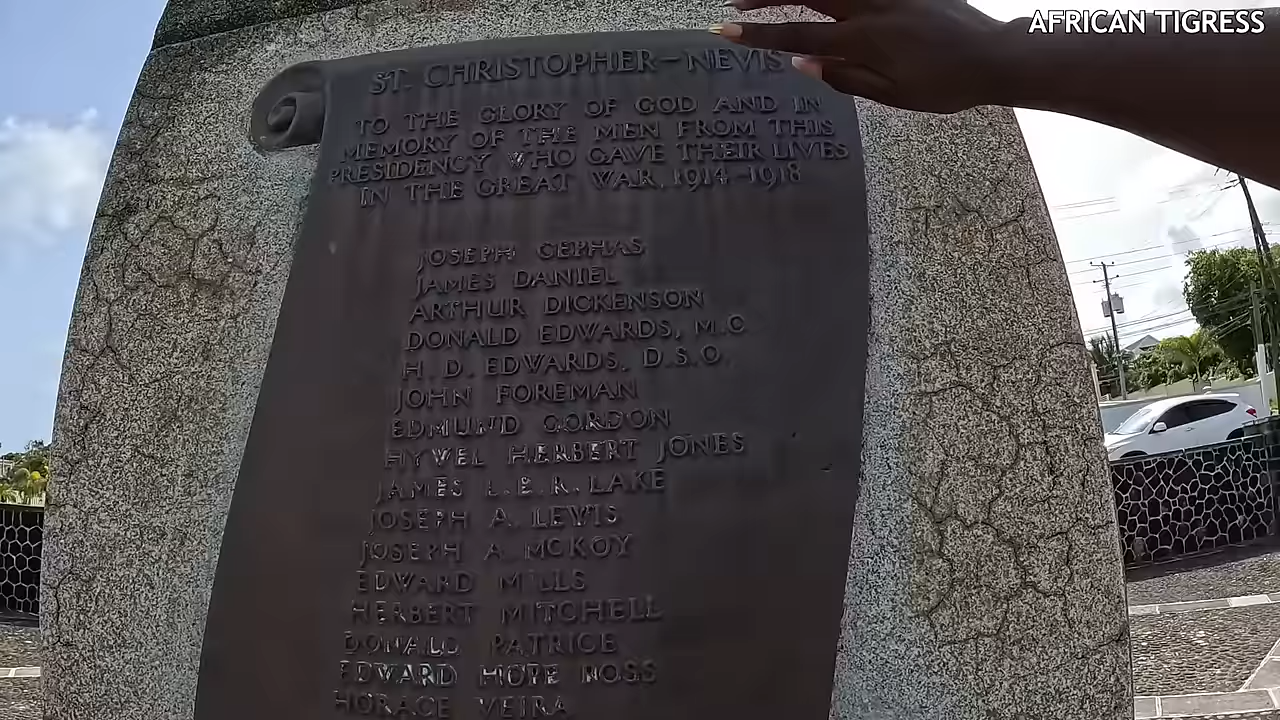 AFRICAN TIGRESS
ST. CHRISTOPHER-NEVIS
TO THE GLORY OF GOD AND IN
MEMORY OF THE MEN FROM THIS
PRESIDENCY WHO GAVE THEIR LIVES
IN THE GREAT WAR, 1914-1918
JOSEPH CEPHAS
JAMES DANIEL
ARTHUR DICKENSON
DONALD EDWARDS, M.C.
H. D. EDWARDS, D.S.O.
JOHN FOREMAN
EDMUND GORDON
HYWEL HERBERT JONES
JAMES L.B.R. LAKE
JOSEPH A. LEWIS
JOSEPH A. MCKOY
EDWARD MILLS
HERBERT MITCHELL
DONALD PATRICE
EDWARD HOPE ROSS
HORACE VEIRA